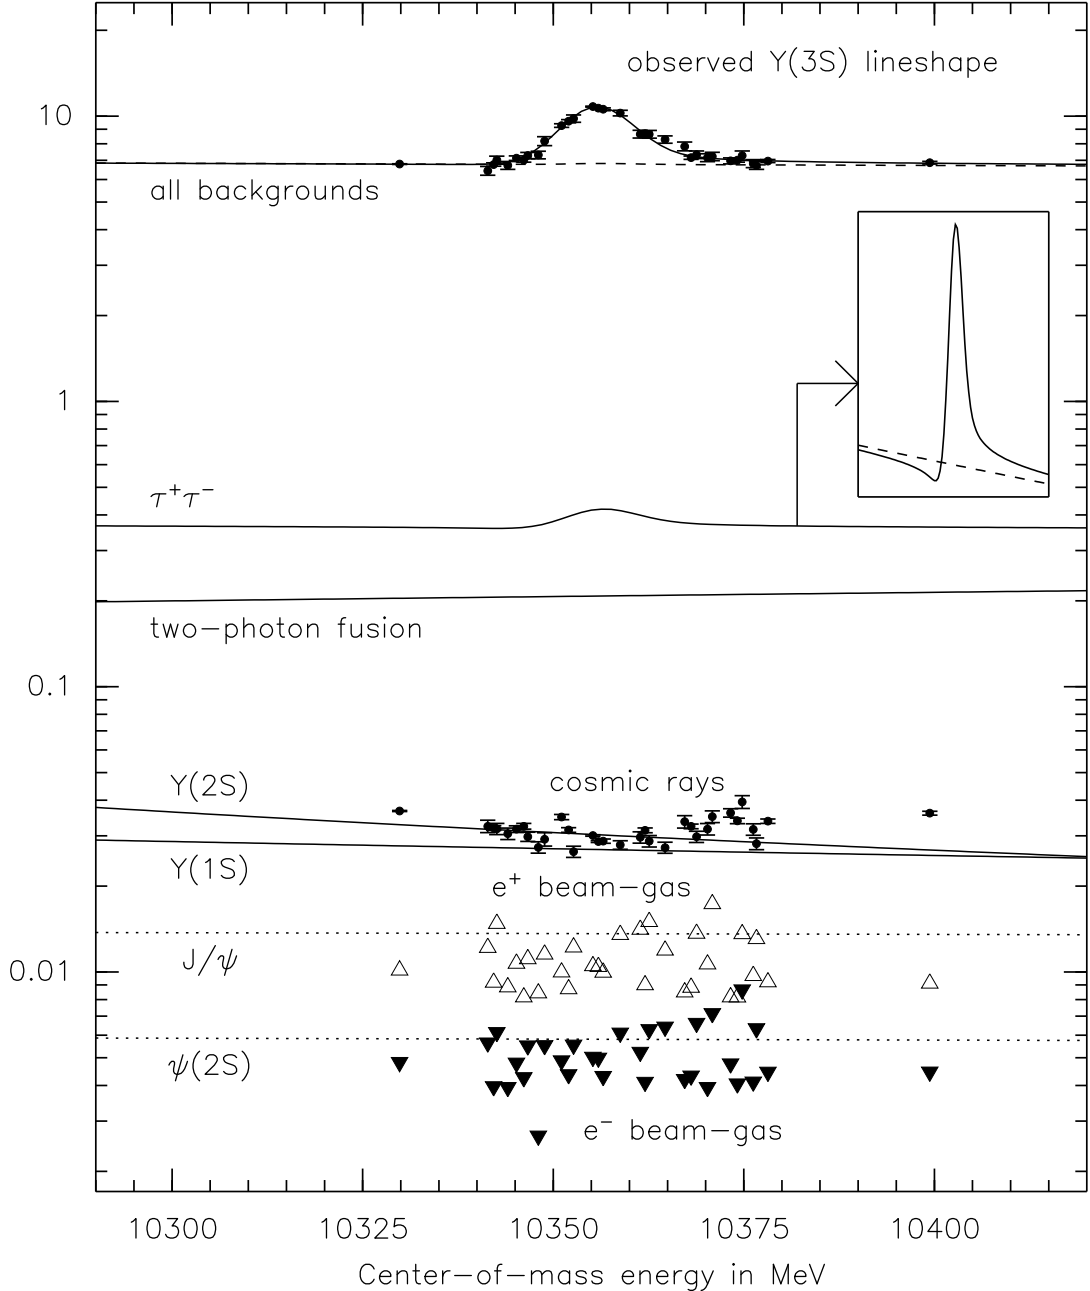 observed Υ(3S) lineshape
10
all backgrounds
1
τ⁺τ⁻
two−photon fusion
0.1
Υ(2S)
cosmic rays
Υ(1S)
e⁺ beam−gas
J/ψ
0.01
ψ(2S)
e⁻ beam−gas
10300 10325 10350 10375 10400
Center−of−mass energy in MeV